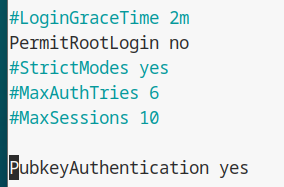 #LoginGraceTime 2m
PermitRootLogin no
#StrictModes yes
#MaxAuthTries 6
#MaxSessions 10
PubkeyAuthentication yes